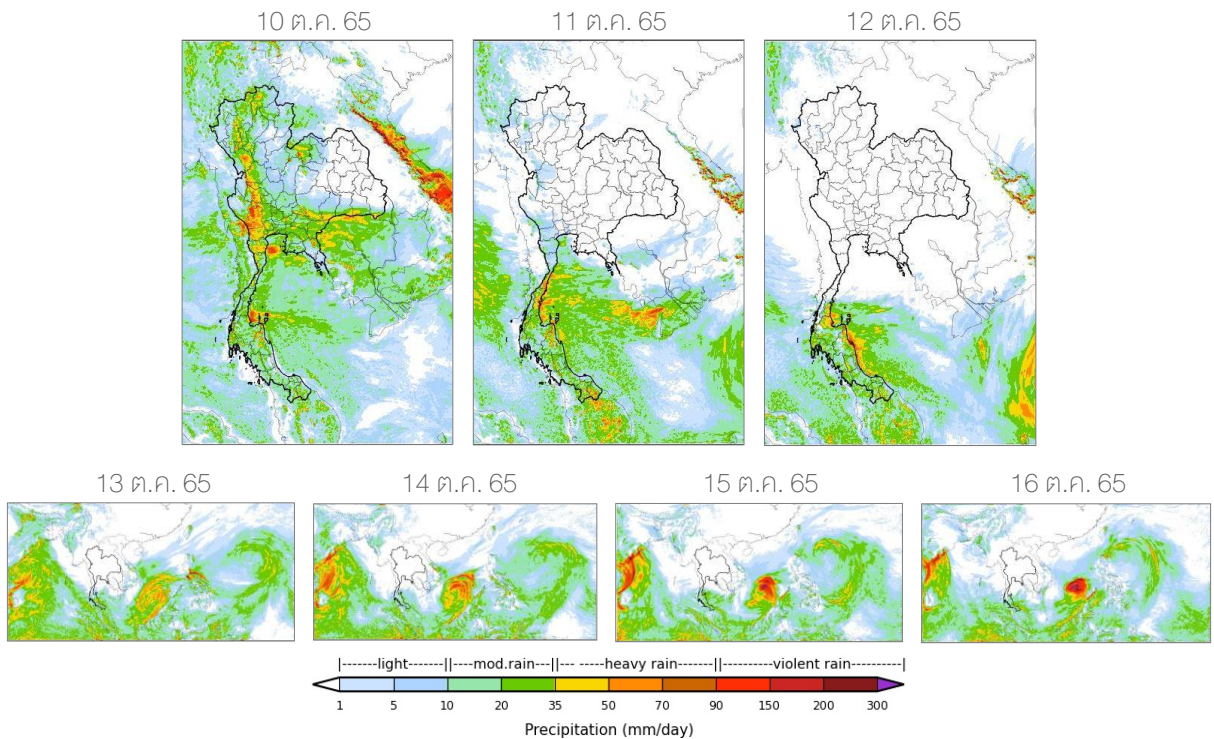 10 ต.ค. 65
11 ต.ค. 65
12 ต.ค. 65
13 ต.ค. 65
14 ต.ค. 65
15 ต.ค. 65
16 ต.ค. 65
|-------light-------||----mod.rain---||--- -----heavy rain-------||----------violent rain----------|
1 5 10 20 35 50 70 90 150 200 300
Precipitation (mm/day)